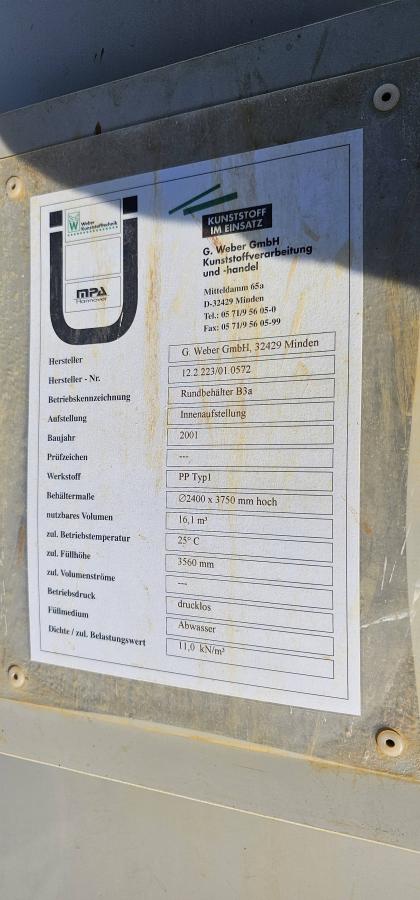 Weber
Kunststofftechnik
MPA
Hannover
KUNSTSTOFF
IM EINSATZ
G. Weber GmbH
Kunststoffverarbeitung
und -handel
Mitteldamm 65a
D-32429 Minden
Tel.: 05 71/9 56 05-0
Fax: 05 71/9 56 05-99
Hersteller G. Weber GmbH, 32429 Minden
Hersteller - Nr. 12.2 223/01 0572
Betriebskennzeichnung Rundbehälter B3a
Aufstellung Innenaufstellung
Baujahr 2001
Prüfzeichen ---
Werkstoff PP Typ1
Behältermaße Ø2400 x 3750 mm hoch
nutzbares Volumen 16,1 m³
zul. Betriebstemperatur 25° C
zul. Füllhöhe 3560 mm
zul. Volumenströme ---
Betriebsdruck drucklos
Füllmedium Abwasser
Dichte / zul. Belastungswert 11,0 kN/m³